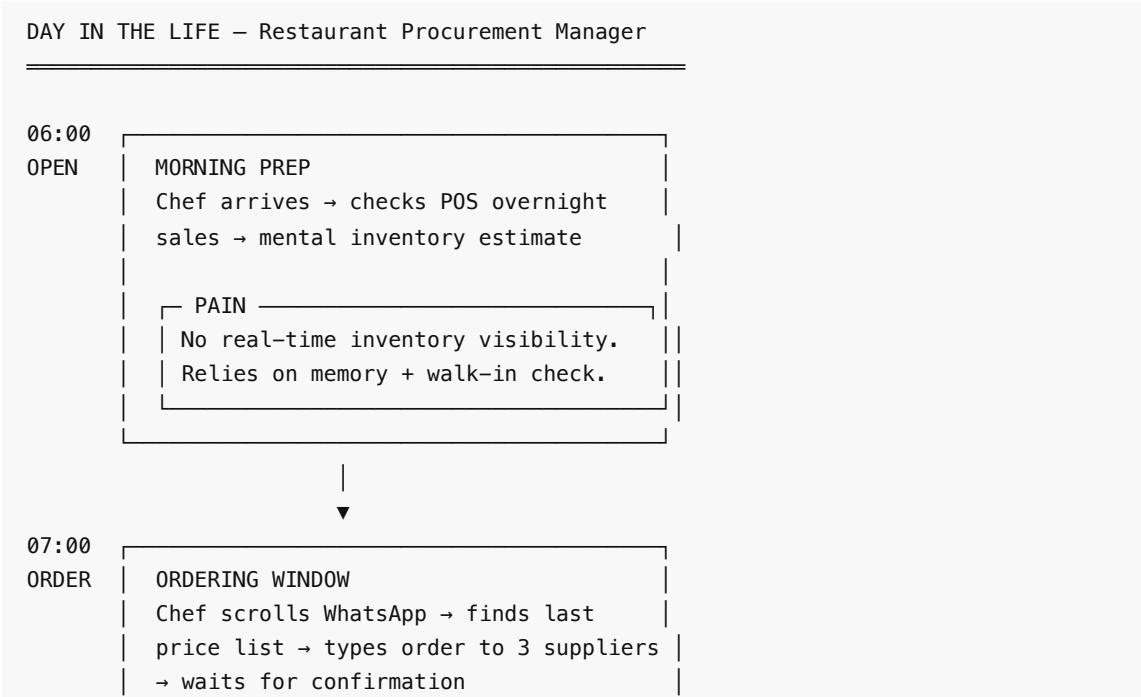 DAY IN THE LIFE — Restaurant Procurement Manager
06:00
OPEN MORNING PREP
Chef arrives → checks POS overnight
sales → mental inventory estimate
PAIN
No real-time inventory visibility.
Relies on memory + walk-in check.
▼
07:00
ORDER ORDERING WINDOW
Chef scrolls WhatsApp → finds last
price list → types order to 3 suppliers
→ waits for confirmation